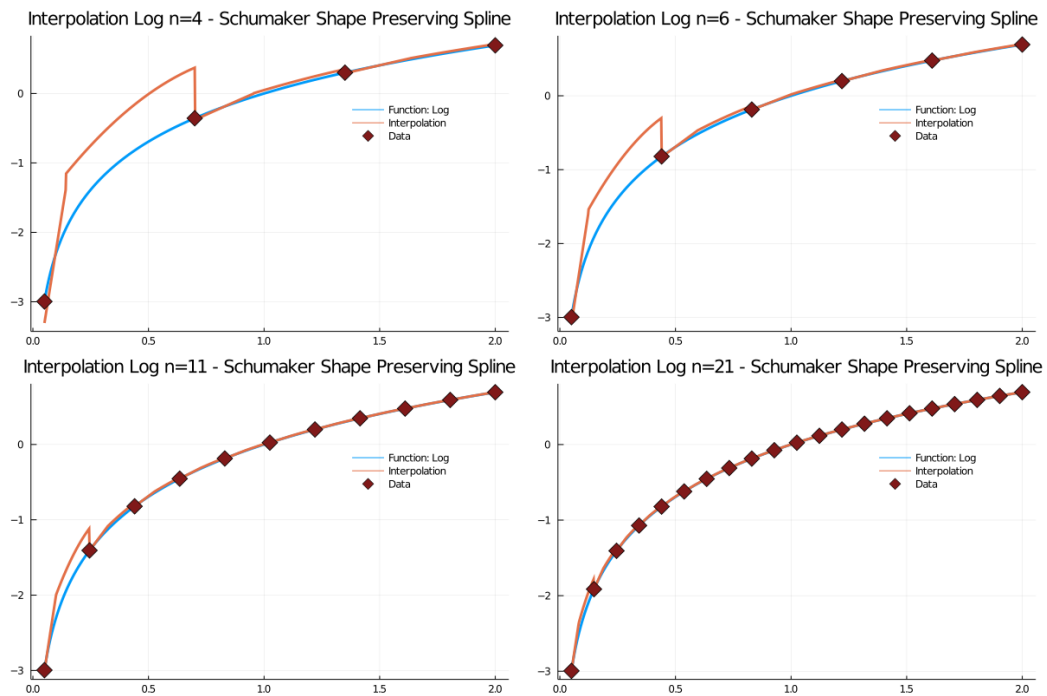 Interpolation Log n=4 - Schumaker Shape Preserving Spline
0
−1
−2
−3
0.0 0.5 1.0 1.5 2.0
Function: Log
Interpolation
Data
Interpolation Log n=6 - Schumaker Shape Preserving Spline
0
−1
−2
−3
0.0 0.5 1.0 1.5 2.0
Function: Log
Interpolation
Data
Interpolation Log n=11 - Schumaker Shape Preserving Spline
0
−1
−2
−3
0.0 0.5 1.0 1.5 2.0
Function: Log
Interpolation
Data
Interpolation Log n=21 - Schumaker Shape Preserving Spline
0
−1
−2
−3
0.0 0.5 1.0 1.5 2.0
Function: Log
Interpolation
Data